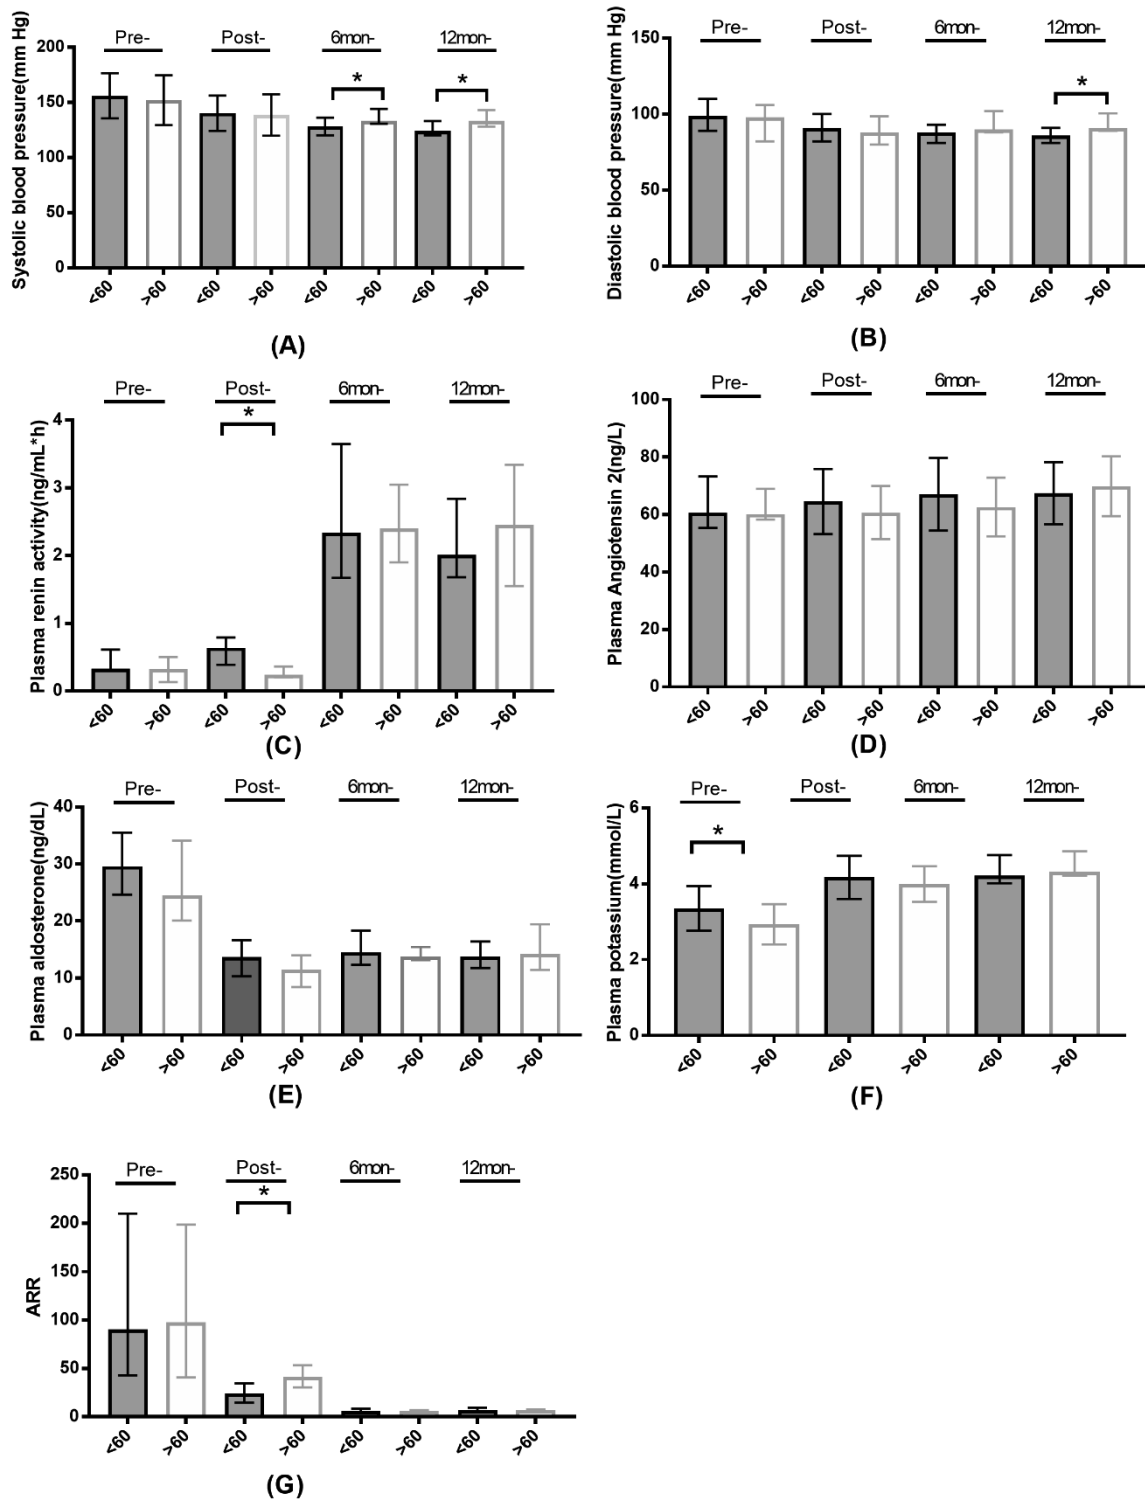 Pre- Post- 6mon- 12mon-
Systolic blood pressure(mm Hg)
200
150
100
50
0
<60 >60 <60 >60 <60 >60 <60 >60
* *
(A)
Pre- Post- 6mon- 12mon-
Diastolic blood pressure(mm Hg)
150
100
50
0
<60 >60 <60 >60 <60 >60 <60 >60
*
(B)
Pre- Post- 6mon- 12mon-
*
Plasma renin activity(ng/mL*h)
4
3
2
1
0
<60 >60 <60 >60 <60 >60 <60 >60
(C)
Pre- Post- 6mon- 12mon-
Plasma Angiotensin 2(ng/L)
100
80
60
40
20
0
<60 >60 <60 >60 <60 >60 <60 >60
(D)
Pre- Post- 6mon- 12mon-
Plasma aldosterone(ng/dL)
40
30
20
10
0
<60 >60 <60 >60 <60 >60 <60 >60
(E)
Pre- Post- 6mon- 12mon-
*
Plasma potassium(mmol/L)
6
4
2
0
<60 >60 <60 >60 <60 >60
(F)
Pre- Post- 6mon- 12mon-
*
ARR
250
200
150
100
50
0
<60 >60 <60 >60 <60 >60 <60 >60
(G)